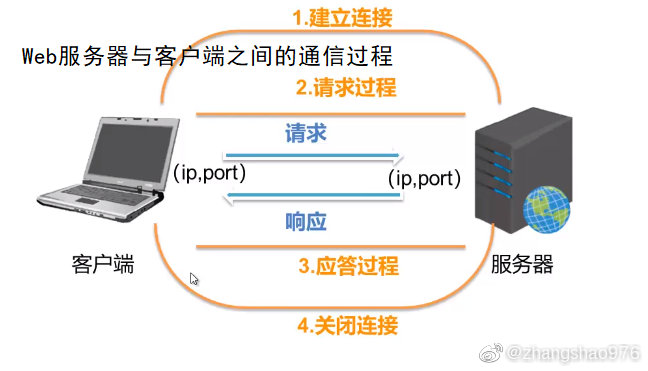 1.建立连接
Web服务器与客户端之间的通信过程
2.请求过程
请求
(ip,port)
(ip,port)
响应
客户端
3.应答过程
服务器
4.关闭连接
@zhangshao976